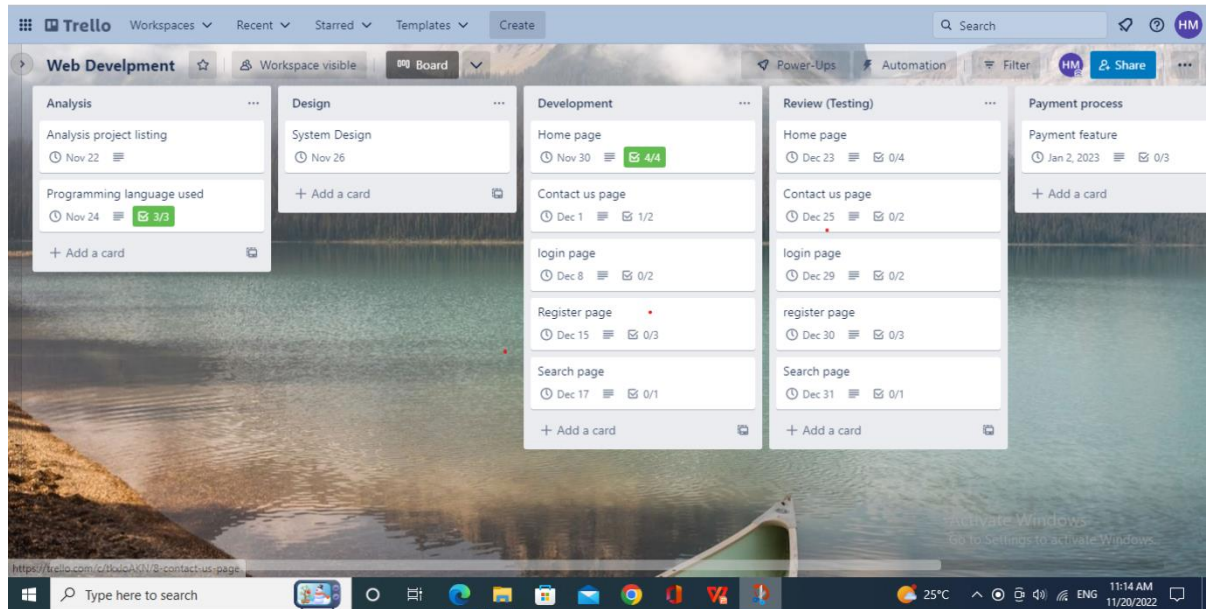 Trello Workspaces Recent Starred Templates Create Search HM
Web Develpment Workspace visible Board Power-Ups Automation Filter HM Share
Analysis
Analysis project listing
Nov 22
Programming language used
Nov 24 3/3
+ Add a card
Design
System Design
Nov 26
+ Add a card
Development
Home page
Nov 30 4/4
Contact us page
Dec 1 1/2
login page
Dec 8 0/2
Register page
Dec 15 0/3
Search page
Dec 17 0/1
+ Add a card
Review (Testing)
Home page
Dec 23 0/4
Contact us page
Dec 25 0/2
login page
Dec 29 0/2
register page
Dec 30 0/3
Search page
Dec 31 0/1
+ Add a card
Payment process
Payment feature
Jan 2, 2023 0/3
+ Add a card
Activate Windows
Go to Settings to activate Windows.
Type here to search
25°C ENG 11:14 AM
11/20/2022